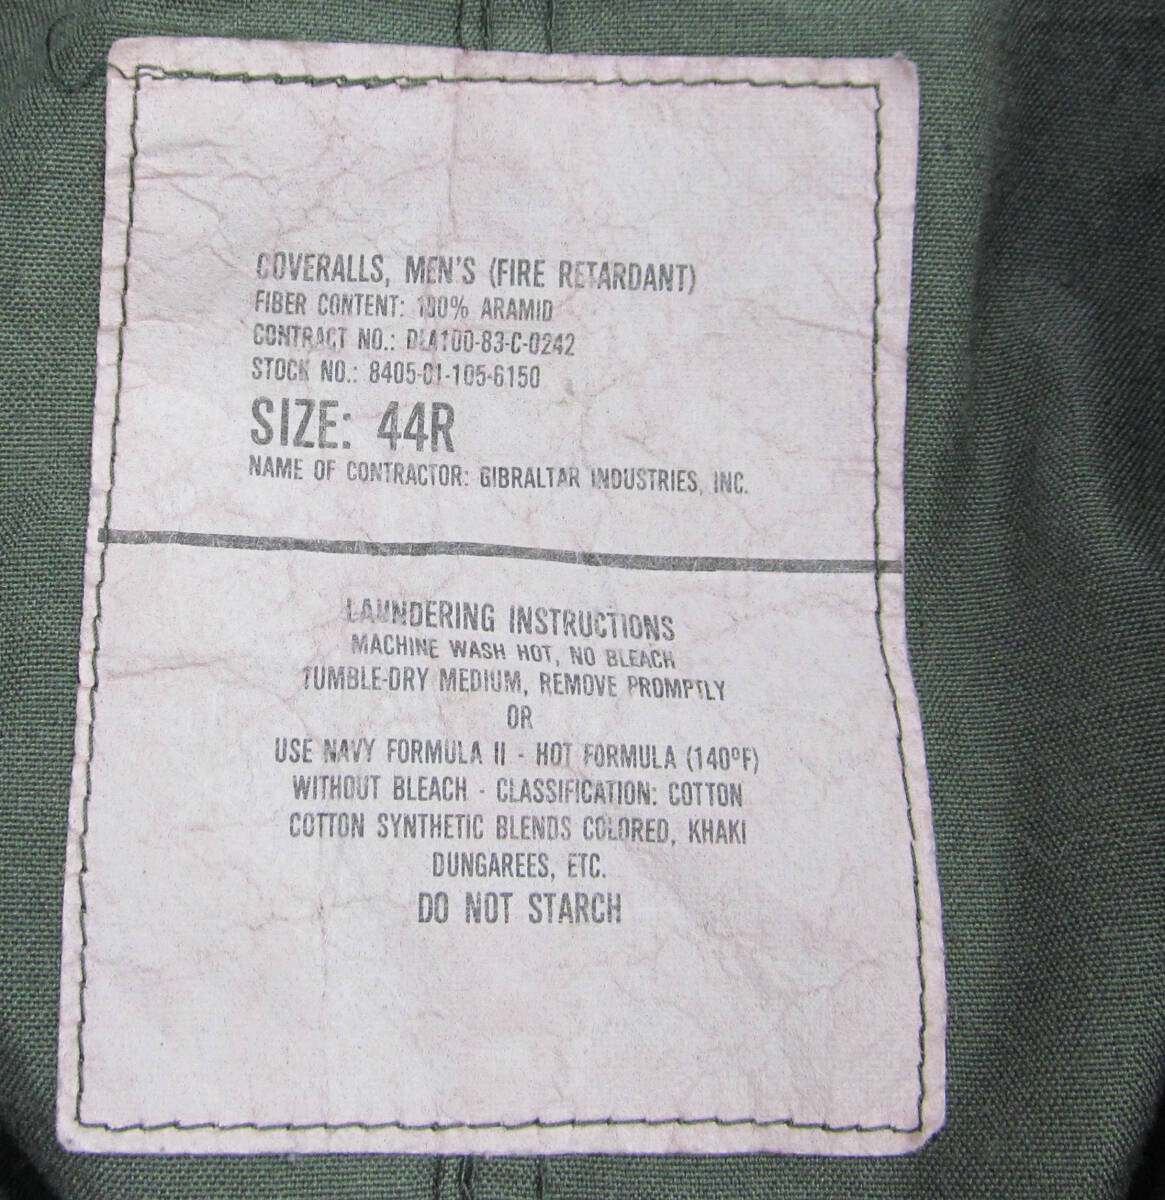 COVERALLS, MEN'S (FIRE RETARDANT)
FIBER CONTENT: 100% ARAMID
CONTRACT NO.: DLA100-83-C-0242
STOCK NO.: 8405-01-105-6150
SIZE: 44R
NAME OF CONTRACTOR: GIBRALTAR INDUSTRIES, INC.
LAUNDERING INSTRUCTIONS
MACHINE WASH HOT, NO BLEACH
TUMBLE-DRY MEDIUM, REMOVE PROMPTLY
OR
USE NAVY FORMULA II - HOT FORMULA (140°F)
WITHOUT BLEACH - CLASSIFICATION: COTTON
COTTON SYNTHETIC BLENDS COLORED, KHAKI
DUNGAREES, ETC.
DO NOT STARCH